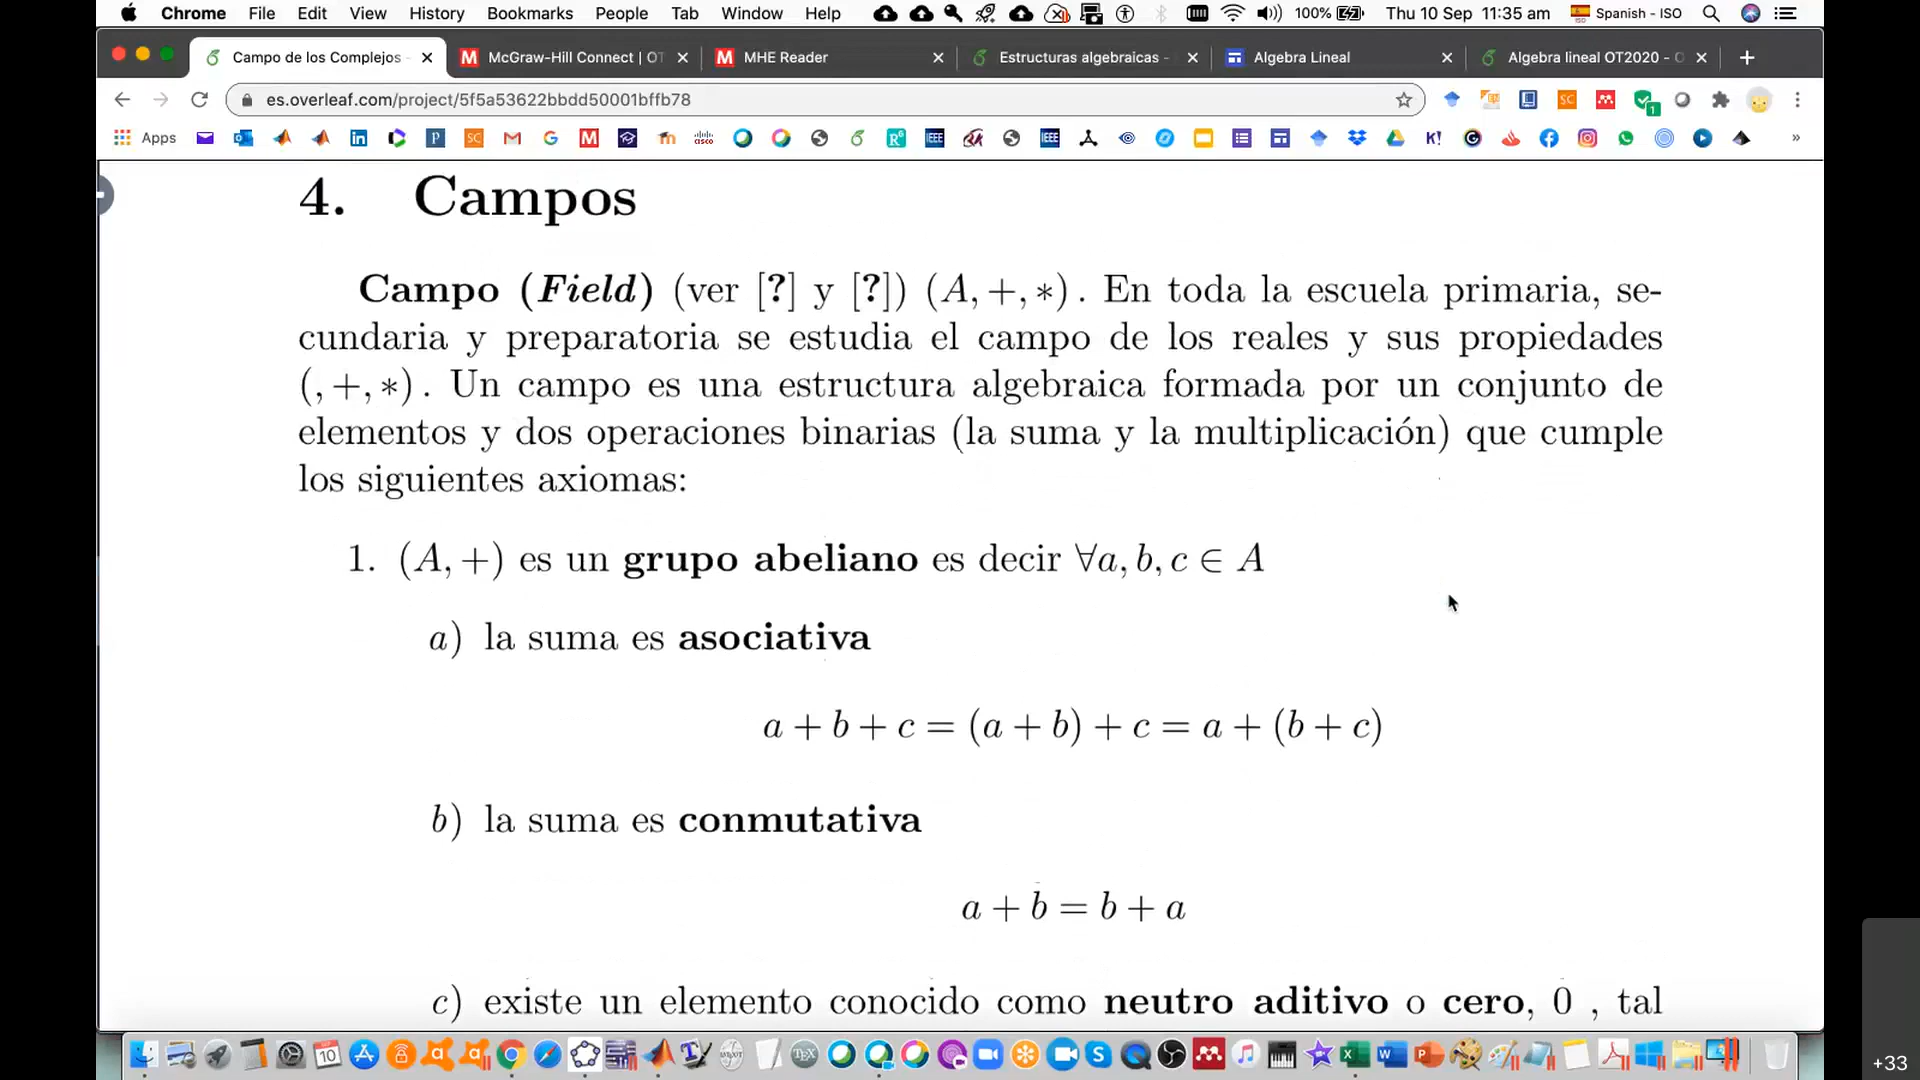 Chrome File Edit View History Bookmarks People Tab Window Help 100% Thu 10 Sep 11:35 am Spanish - ISO
Campo de los Complejos - McGraw-Hill Connect | OT MHE Reader Estructuras algebraicas - Algebra Lineal Algebra lineal OT2020 - O
es.overleaf.com/project/5f5a53622bbdd50001bffb78
Apps
4. Campos
Campo (Field) (ver [?] y [?]) (A, +, ∗). En toda la escuela primaria, se-
cundaria y preparatoria se estudia el campo de los reales y sus propiedades
(, +, ∗). Un campo es una estructura algebraica formada por un conjunto de
elementos y dos operaciones binarias (la suma y la multiplicación) que cumple
los siguientes axiomas:
1. (A, +) es un grupo abeliano es decir ∀a, b, c ∈ A
a) la suma es asociativa
a + b + c = (a + b) + c = a + (b + c)
b) la suma es conmutativa
a + b = b + a
c) existe un elemento conocido como neutro aditivo o cero, 0 , tal
+33